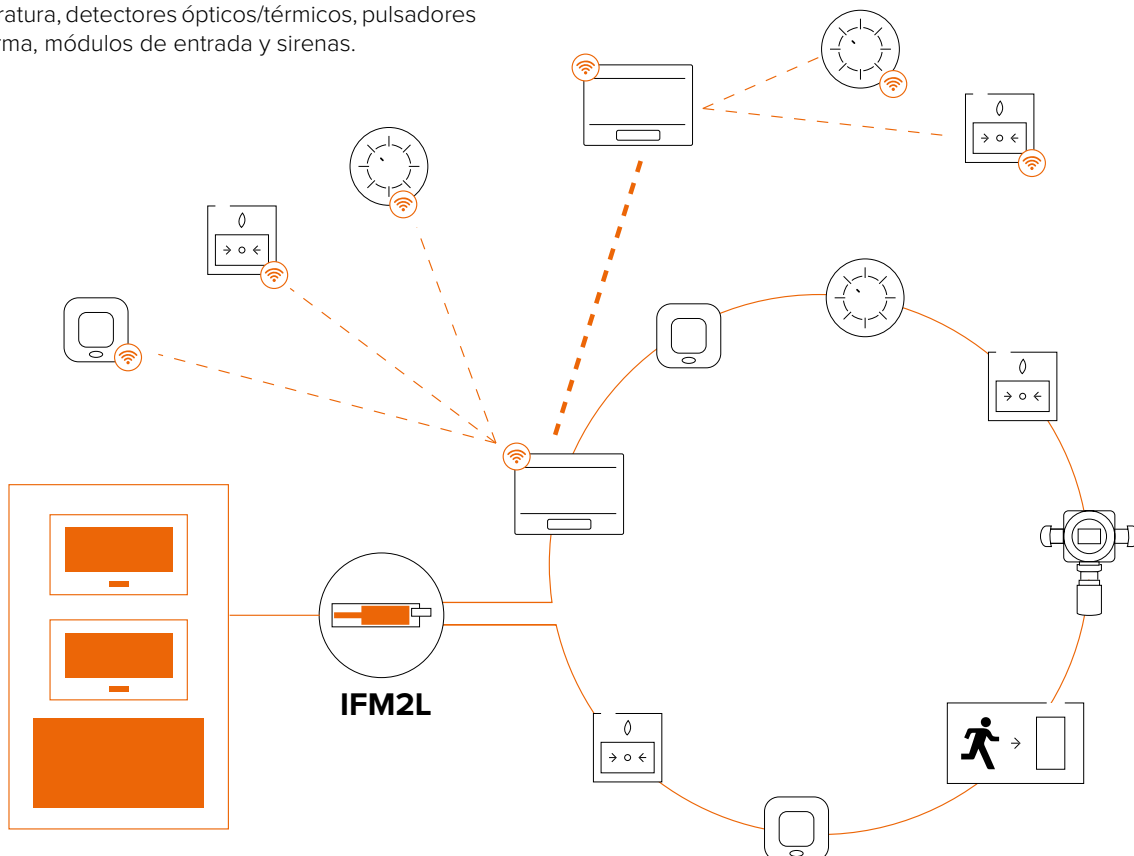 ratura, detectores ópticos/térmicos, pulsadores
rma, módulos de entrada y sirenas.
IFM2L